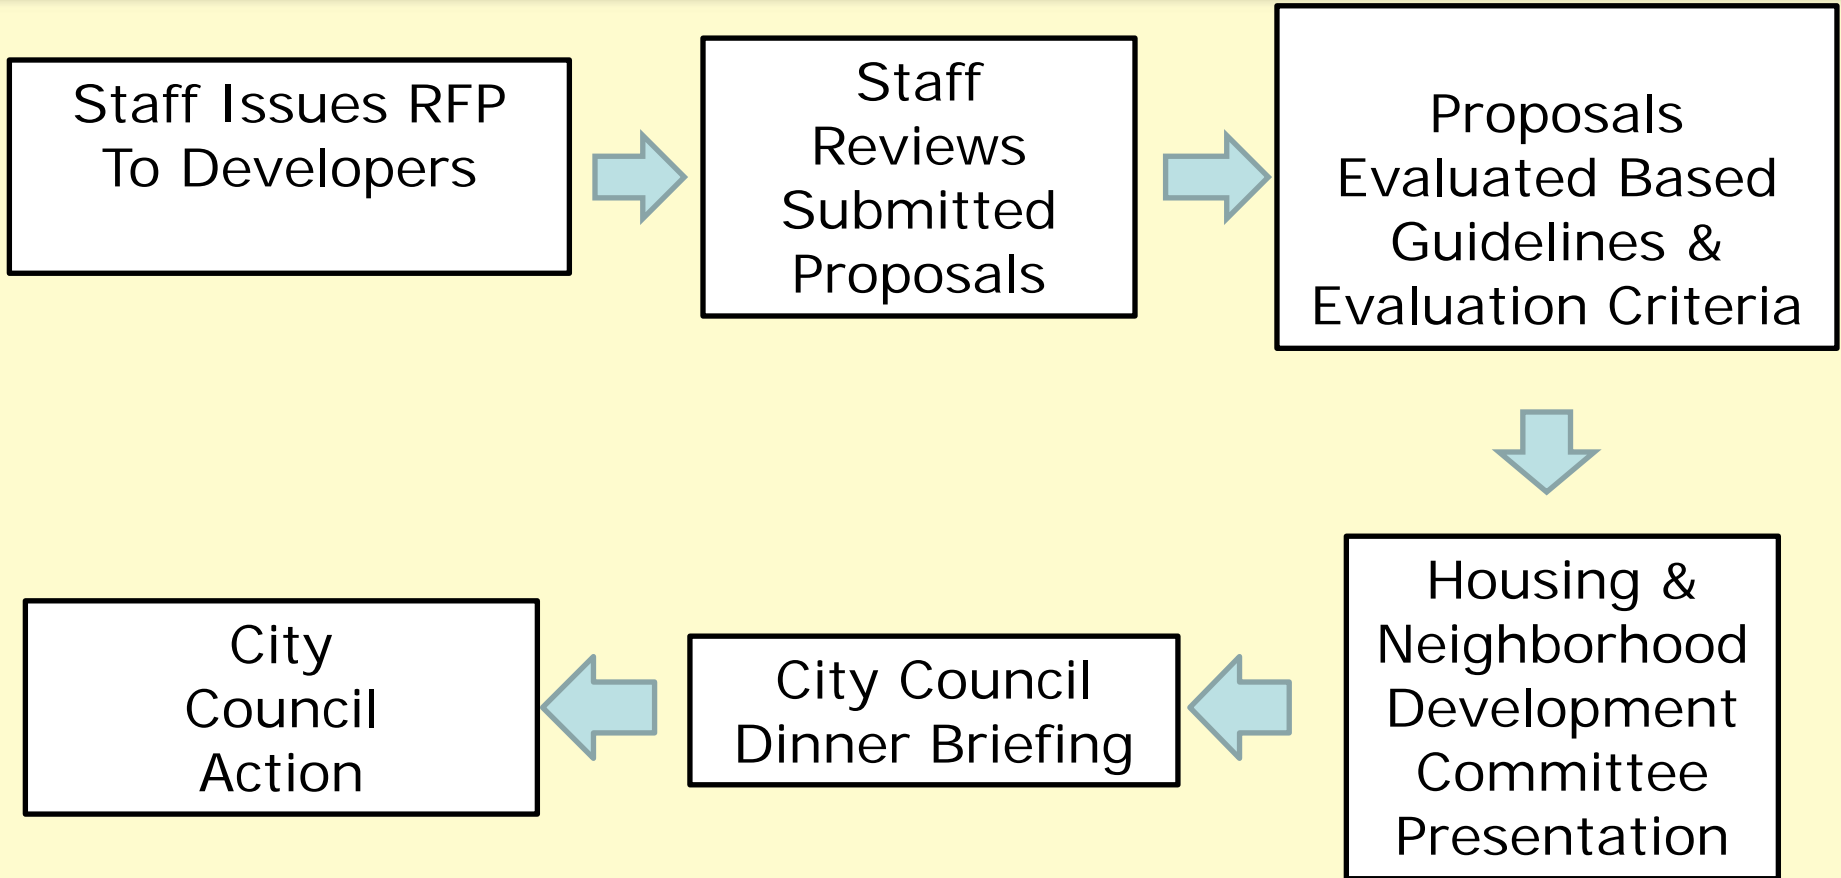 Staff Issues RFP
To Developers
Staff
Reviews
Submitted
Proposals
Proposals
Evaluated Based
Guidelines &
Evaluation Criteria
Housing &
Neighborhood
Development
Committee
Presentation
City Council
Dinner Briefing
City
Council
Action